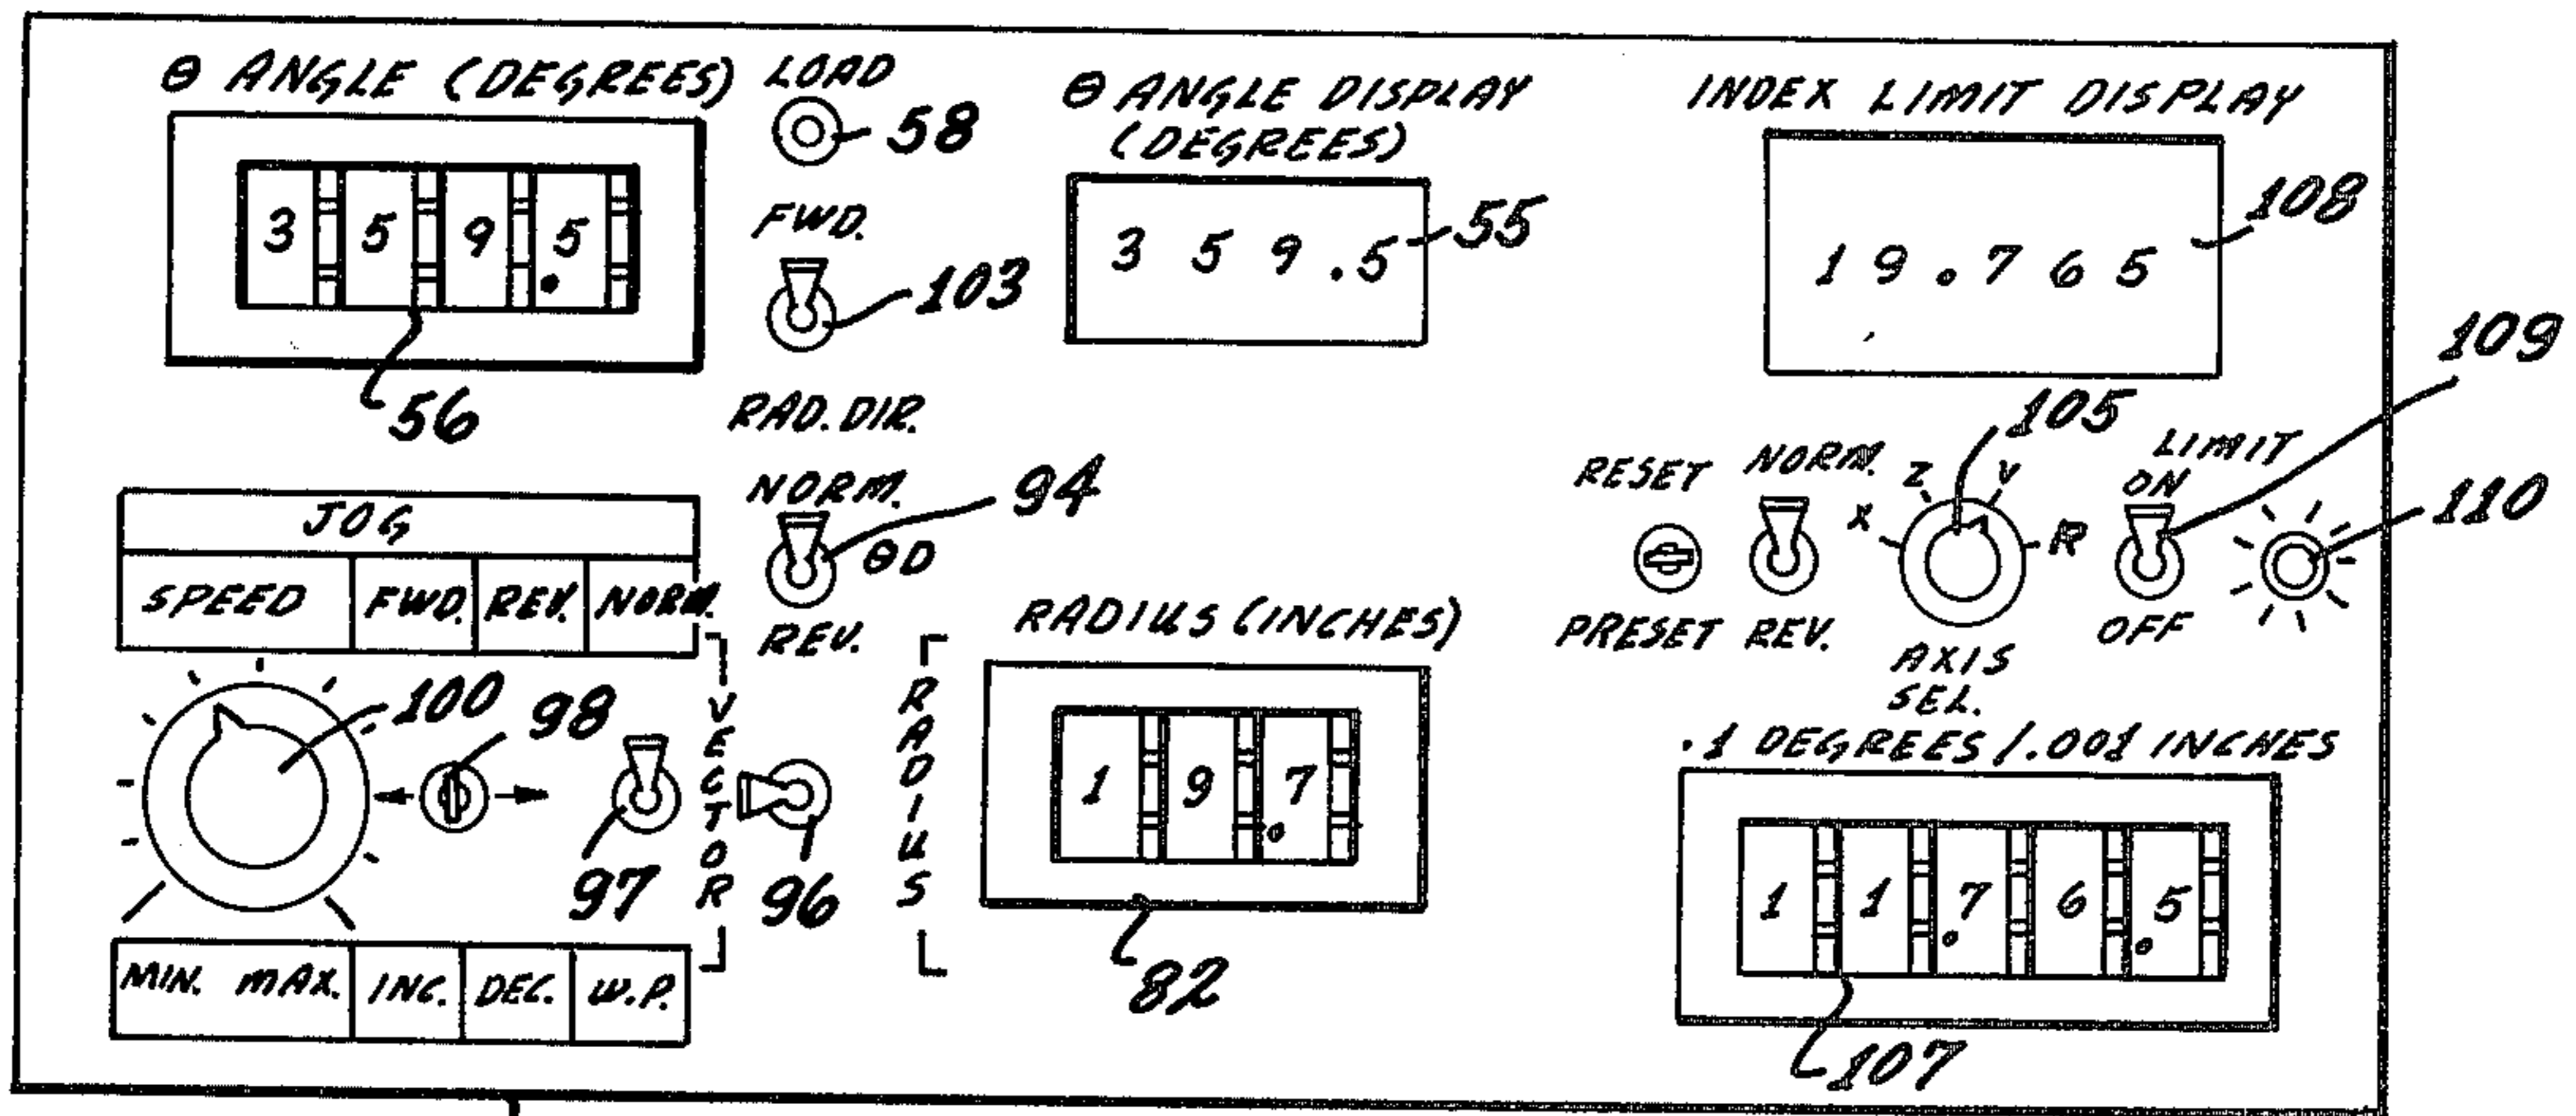 θ ANGLE (DEGREES)
LOAD
58
3 5 9 .5
56
FWD.
103
RAD. DIR.
θ ANGLE DISPLAY
(DEGREES)
3 5 9 .5
55
INDEX LIMIT DISPLAY
19.765
108
109
JOG
SPEED FWD. REV. NORM.
NORM.
94
θD
REV.
100
98
97
VECTOR
96
MIN. MAX. INC. DEC. W.P.
RADIUS
RADIUS (INCHES)
1 9 .7
82
RESET
PRESET
NORM.
REV.
X Z Y R
105
AXIS
SEL.
LIMIT
ON
OFF
110
.1 DEGREES /.001 INCHES
1 1 .7 6 .5
107